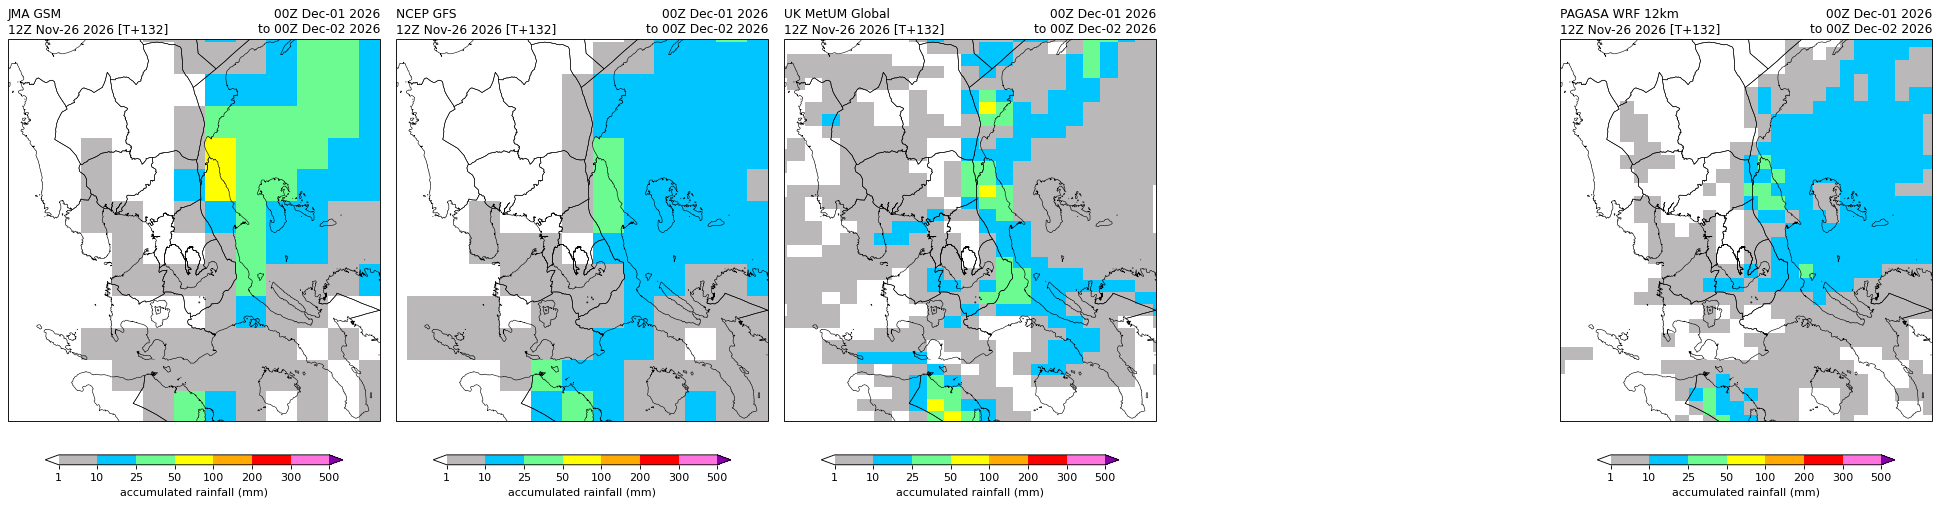 JMA GSM 00Z Dec-01 2026
12Z Nov-26 2026 [T+132] to 00Z Dec-02 2026
1 10 25 50 100 200 300 500
accumulated rainfall (mm)
NCEP GFS 00Z Dec-01 2026
12Z Nov-26 2026 [T+132] to 00Z Dec-02 2026
1 10 25 50 100 200 300 500
accumulated rainfall (mm)
UK MetUM Global 00Z Dec-01 2026
12Z Nov-26 2026 [T+132] to 00Z Dec-02 2026
1 10 25 50 100 200 300 500
accumulated rainfall (mm)
PAGASA WRF 12km 00Z Dec-01 2026
12Z Nov-26 2026 [T+132] to 00Z Dec-02 2026
1 10 25 50 100 200 300 500
accumulated rainfall (mm)